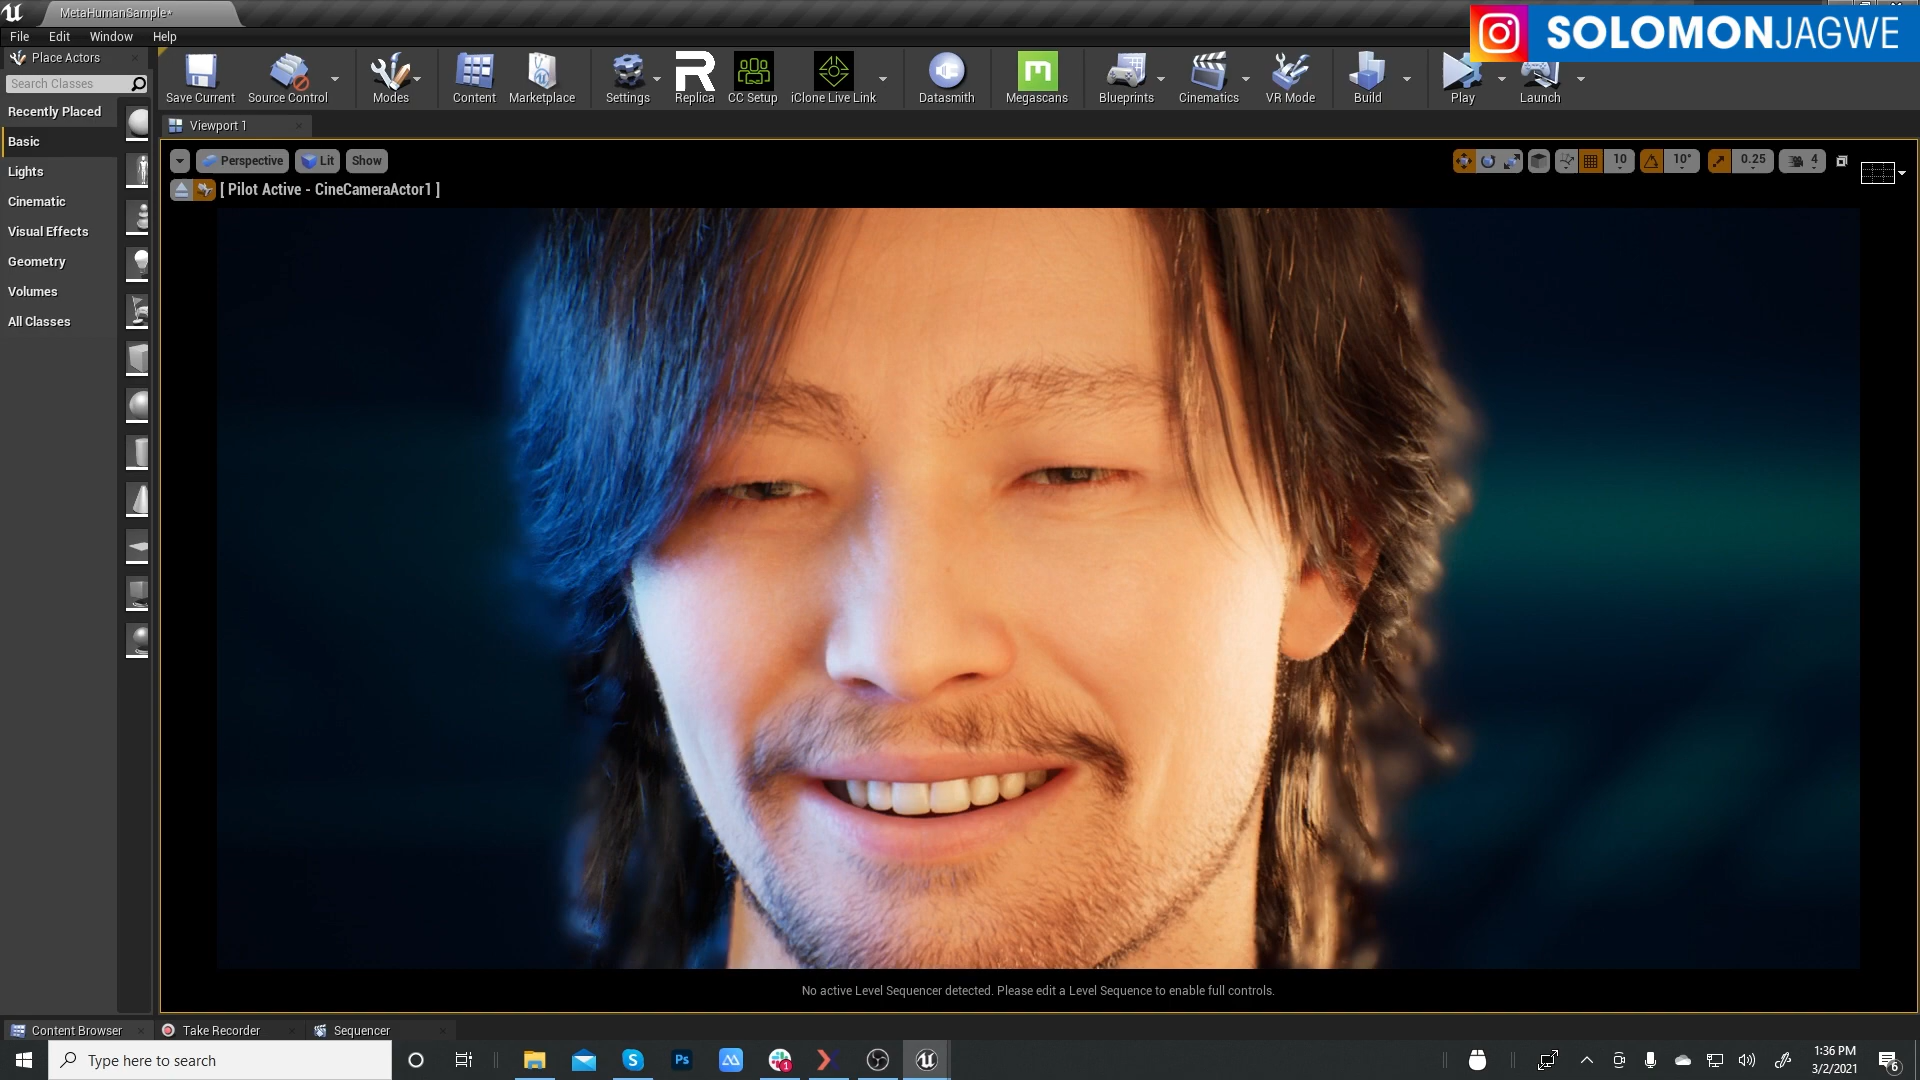 MetaHumanSample*
SOLOMONJAGWE
File Edit Window Help
Place Actors
Search Classes
Recently Placed
Basic
Lights
Cinematic
Visual Effects
Geometry
Volumes
All Classes
Save Current Source Control Modes Content Marketplace Settings Replica CC Setup iClone Live Link Datasmith Megascans Blueprints Cinematics VR Mode Build Play Launch
Viewport 1
Perspective Lit Show 10 10° 0.25 4
[ Pilot Active - CineCameraActor1 ]
No active Level Sequencer detected. Please edit a Level Sequence to enable full controls.
Content Browser Take Recorder Sequencer
Type here to search
Ps
1
1:36 PM
3/2/2021
6